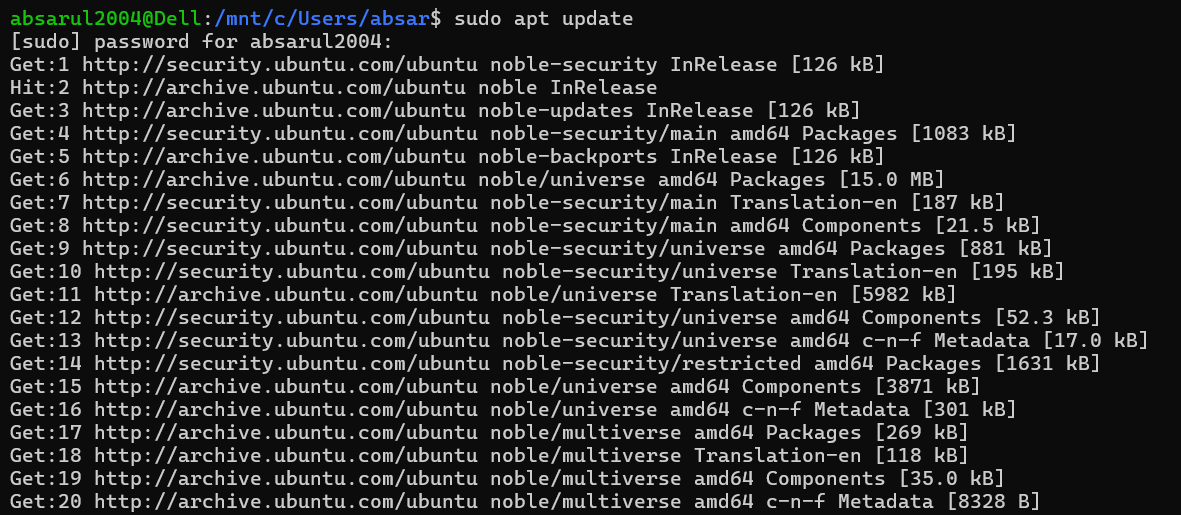 absarul2004@Dell:/mnt/c/Users/absar$ sudo apt update
[sudo] password for absarul2004:
Get:1 http://security.ubuntu.com/ubuntu noble-security InRelease [126 kB]
Hit:2 http://archive.ubuntu.com/ubuntu noble InRelease
Get:3 http://archive.ubuntu.com/ubuntu noble-updates InRelease [126 kB]
Get:4 http://security.ubuntu.com/ubuntu noble-security/main amd64 Packages [1083 kB]
Get:5 http://archive.ubuntu.com/ubuntu noble-backports InRelease [126 kB]
Get:6 http://archive.ubuntu.com/ubuntu noble/universe amd64 Packages [15.0 MB]
Get:7 http://security.ubuntu.com/ubuntu noble-security/main Translation-en [187 kB]
Get:8 http://security.ubuntu.com/ubuntu noble-security/main amd64 Components [21.5 kB]
Get:9 http://security.ubuntu.com/ubuntu noble-security/universe amd64 Packages [881 kB]
Get:10 http://security.ubuntu.com/ubuntu noble-security/universe Translation-en [195 kB]
Get:11 http://archive.ubuntu.com/ubuntu noble/universe Translation-en [5982 kB]
Get:12 http://security.ubuntu.com/ubuntu noble-security/universe amd64 Components [52.3 kB]
Get:13 http://security.ubuntu.com/ubuntu noble-security/universe amd64 c-n-f Metadata [17.0 kB]
Get:14 http://security.ubuntu.com/ubuntu noble-security/restricted amd64 Packages [1631 kB]
Get:15 http://archive.ubuntu.com/ubuntu noble/universe amd64 Components [3871 kB]
Get:16 http://archive.ubuntu.com/ubuntu noble/universe amd64 c-n-f Metadata [301 kB]
Get:17 http://archive.ubuntu.com/ubuntu noble/multiverse amd64 Packages [269 kB]
Get:18 http://archive.ubuntu.com/ubuntu noble/multiverse Translation-en [118 kB]
Get:19 http://archive.ubuntu.com/ubuntu noble/multiverse amd64 Components [35.0 kB]
Get:20 http://archive.ubuntu.com/ubuntu noble/multiverse amd64 c-n-f Metadata [8328 B]